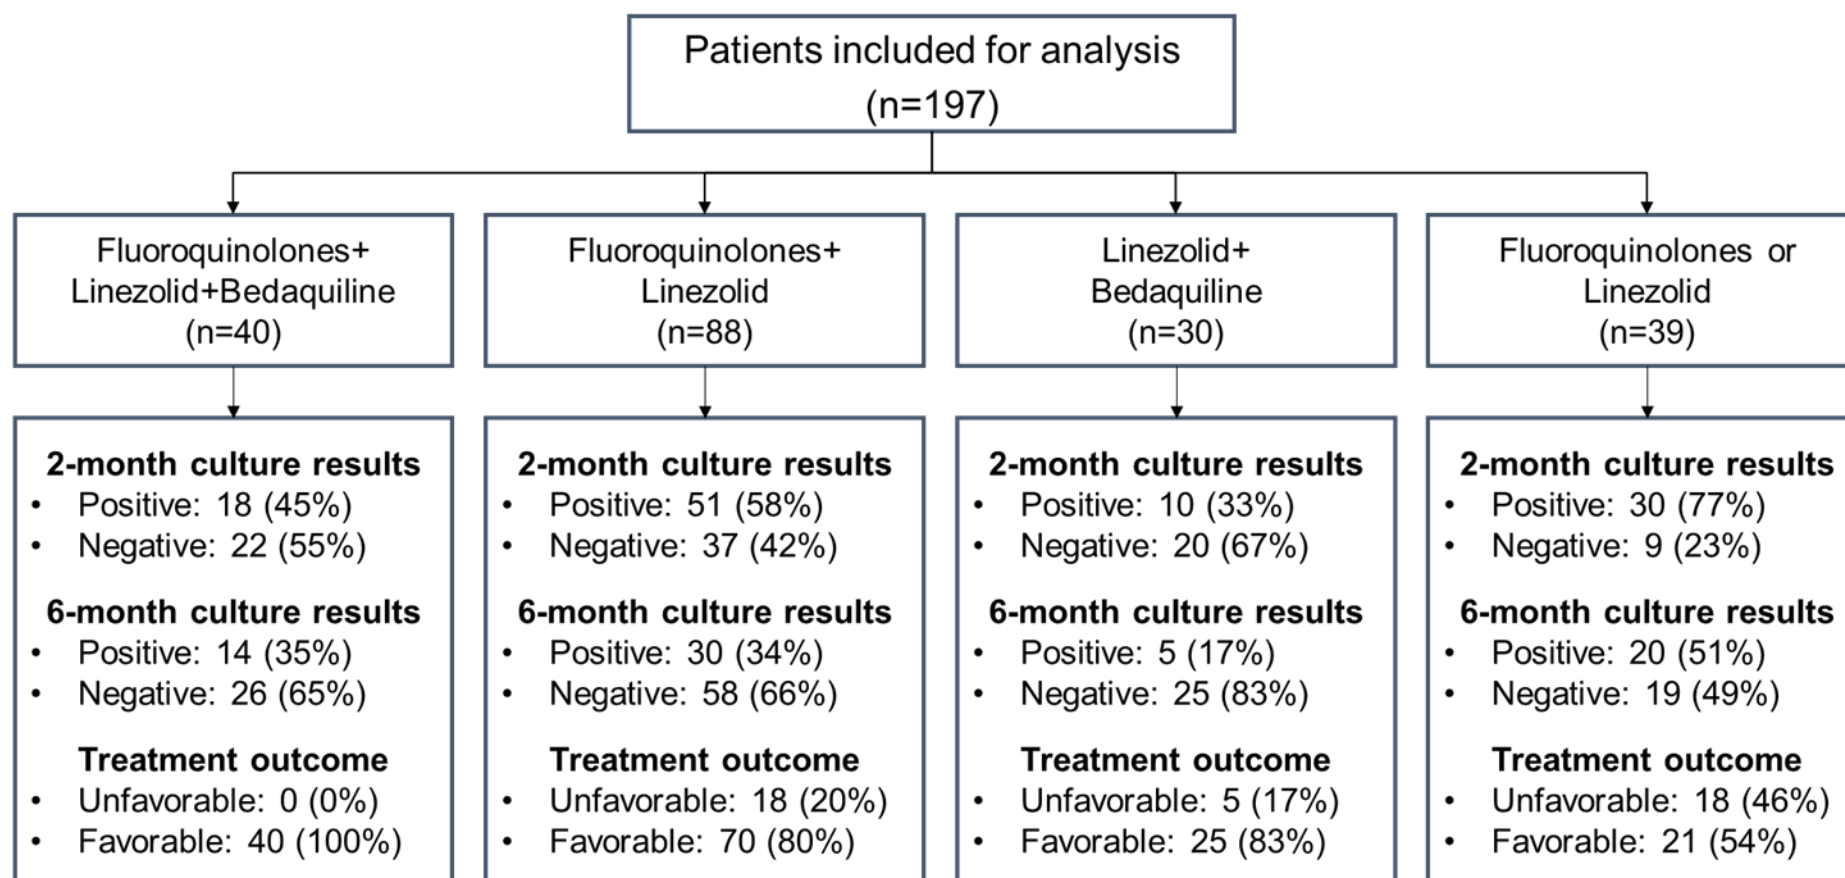 Patients included for analysis
(n=197)
Fluoroquinolones+
Linezolid+Bedaquiline
(n=40)
Fluoroquinolones+
Linezolid
(n=88)
Linezolid+
Bedaquiline
(n=30)
Fluoroquinolones or
Linezolid
(n=39)
2-month culture results
• Positive: 18 (45%)
• Negative: 22 (55%)
6-month culture results
• Positive: 14 (35%)
• Negative: 26 (65%)
Treatment outcome
• Unfavorable: 0 (0%)
• Favorable: 40 (100%)
2-month culture results
• Positive: 51 (58%)
• Negative: 37 (42%)
6-month culture results
• Positive: 30 (34%)
• Negative: 58 (66%)
Treatment outcome
• Unfavorable: 18 (20%)
• Favorable: 70 (80%)
2-month culture results
• Positive: 10 (33%)
• Negative: 20 (67%)
6-month culture results
• Positive: 5 (17%)
• Negative: 25 (83%)
Treatment outcome
• Unfavorable: 5 (17%)
• Favorable: 25 (83%)
2-month culture results
• Positive: 30 (77%)
• Negative: 9 (23%)
6-month culture results
• Positive: 20 (51%)
• Negative: 19 (49%)
Treatment outcome
• Unfavorable: 18 (46%)
• Favorable: 21 (54%)